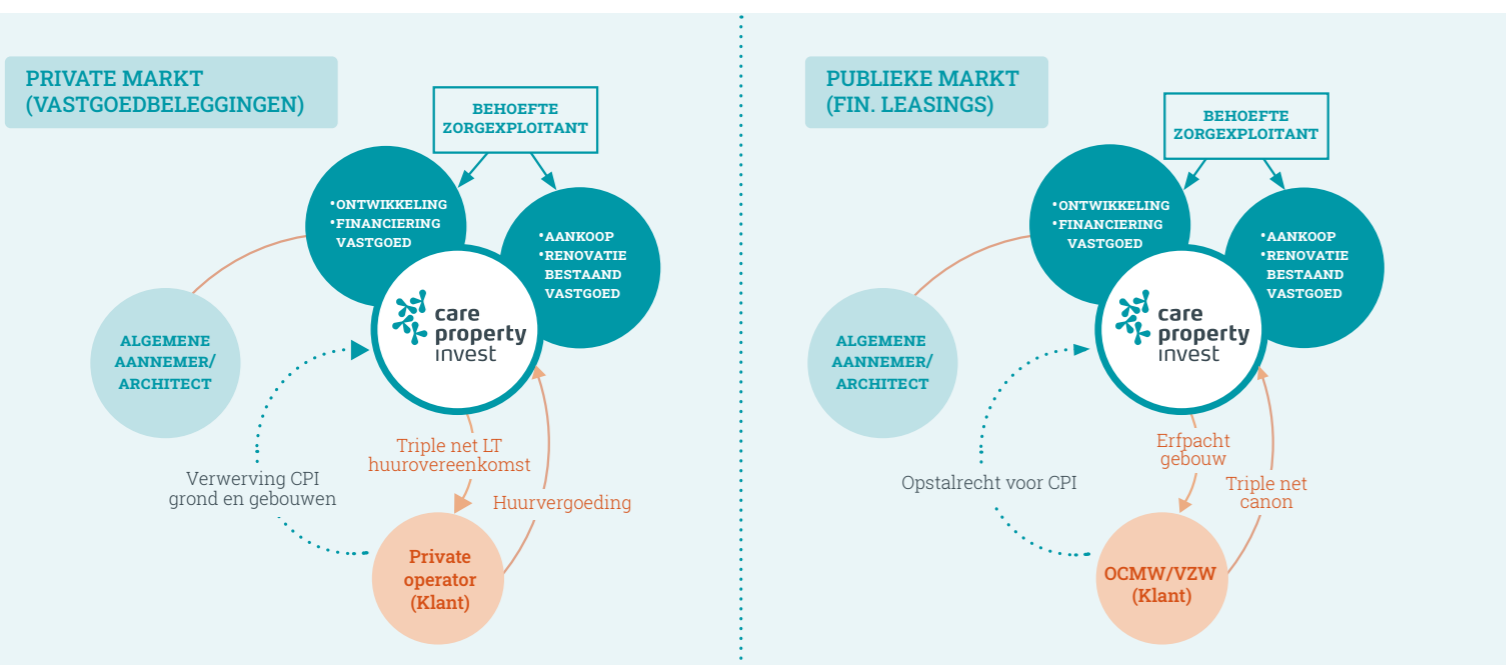 PRIVATE MARKT
(VASTGOEDBELEGGINGEN)
BEHOEFTE
ZORGEXPLOITANT
•ONTWIKKELING
•FINANCIERING
VASTGOED
•AANKOOP
•RENOVATIE
BESTAAND
VASTGOED
care
property
invest
ALGEMENE
AANNEMER/
ARCHITECT
Triple net LT
huurovereenkomst
Verwerving CPI
grond en gebouwen
Huurvergoeding
Private
operator
(Klant)
PUBLIEKE MARKT
(FIN. LEASINGS)
BEHOEFTE
ZORGEXPLOITANT
•ONTWIKKELING
•FINANCIERING
VASTGOED
•AANKOOP
•RENOVATIE
BESTAAND
VASTGOED
care
property
invest
ALGEMENE
AANNEMER/
ARCHITECT
Erfpacht
gebouw
Opstalrecht voor CPI
Triple net
canon
OCMW/VZW
(Klant)